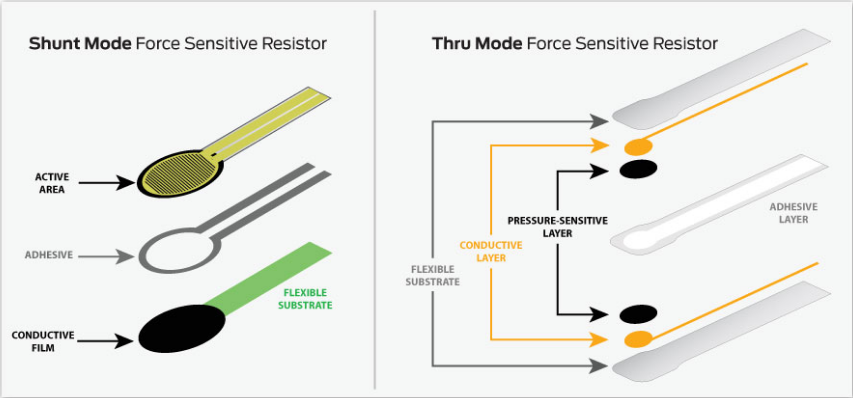 Shunt Mode Force Sensitive Resistor
ACTIVE
AREA
ADHESIVE
FLEXIBLE
SUBSTRATE
CONDUCTIVE
FILM
Thru Mode Force Sensitive Resistor
PRESSURE-SENSITIVE
LAYER
ADHESIVE
LAYER
CONDUCTIVE
LAYER
FLEXIBLE
SUBSTRATE